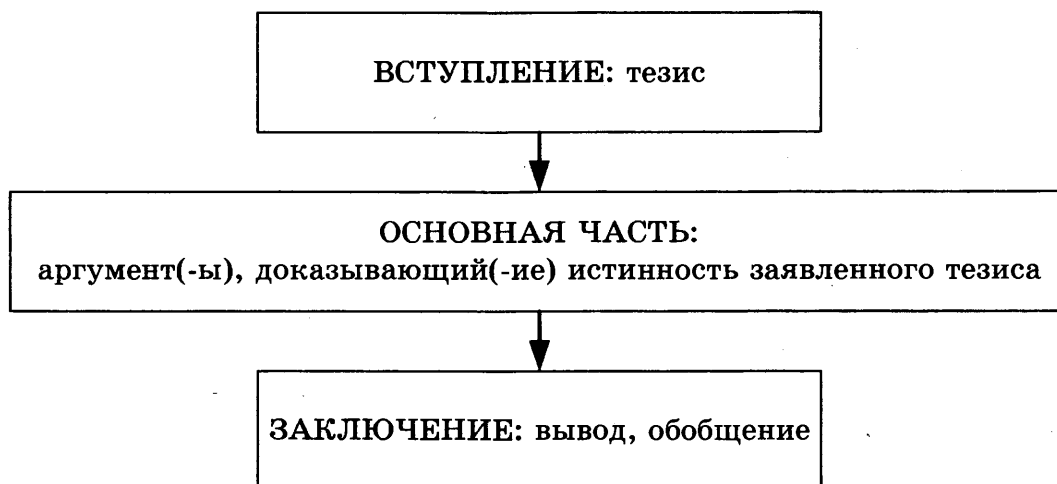 ВСТУПЛЕНИЕ: тезис
ОСНОВНАЯ ЧАСТЬ:
аргумент(-ы), доказывающий(-ие) истинность заявленного тезиса
ЗАКЛЮЧЕНИЕ: вывод, обобщение